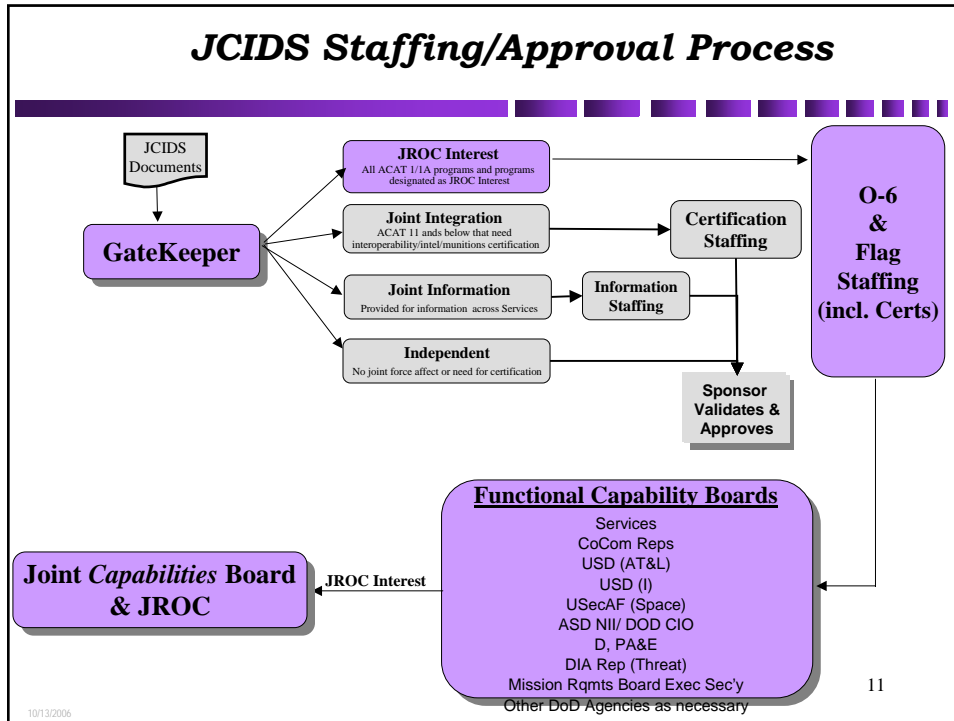 JCIDS Staffing/Approval Process
JCIDS
Documents
GateKeeper
JROC Interest
All ACAT 1/1A programs and programs
designated as JROC Interest
Joint Integration
ACAT 11 ands below that need
interoperability/intel/munitions certification
Joint Information
Provided for information across Services
Independent
No joint force affect or need for certification
Certification
Staffing
Information
Staffing
Sponsor
Validates &
Approves
O-6
&
Flag
Staffing
(incl. Certs)
Functional Capability Boards
Services
CoCom Reps
USD (AT&L)
USD (I)
USecAF (Space)
ASD NII/ DOD CIO
D, PA&E
DIA Rep (Threat)
Mission Rqmts Board Exec Sec'y
Other DoD Agencies as necessary
JROC Interest
Joint Capabilities Board
& JROC
11
10/13/2006